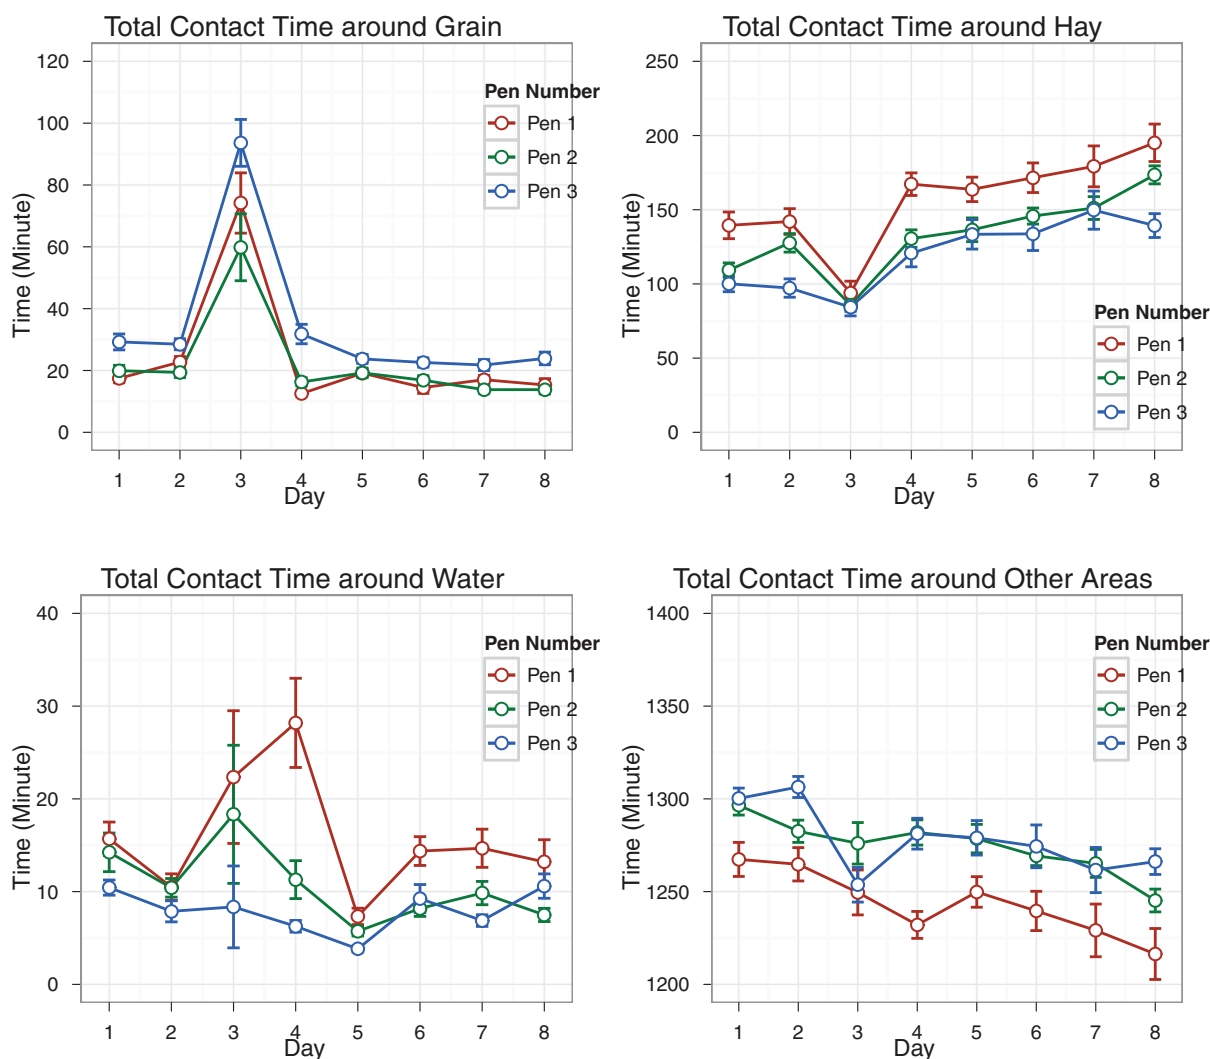 Total Contact Time around Grain
120
100
80
60
40
20
0
Time (Minute)
Pen Number
Pen 1
Pen 2
Pen 3
1 2 3 4 5 6 7 8
Day
Total Contact Time around Hay
250
200
150
100
50
0
Time (Minute)
Pen Number
Pen 1
Pen 2
Pen 3
1 2 3 4 5 6 7 8
Day
Total Contact Time around Water
40
30
20
10
0
Time (Minute)
Pen Number
Pen 1
Pen 2
Pen 3
1 2 3 4 5 6 7 8
Day
Total Contact Time around Other Areas
1400
1350
1300
1250
1200
Time (Minute)
Pen Number
Pen 1
Pen 2
Pen 3
1 2 3 4 5 6 7 8
Day